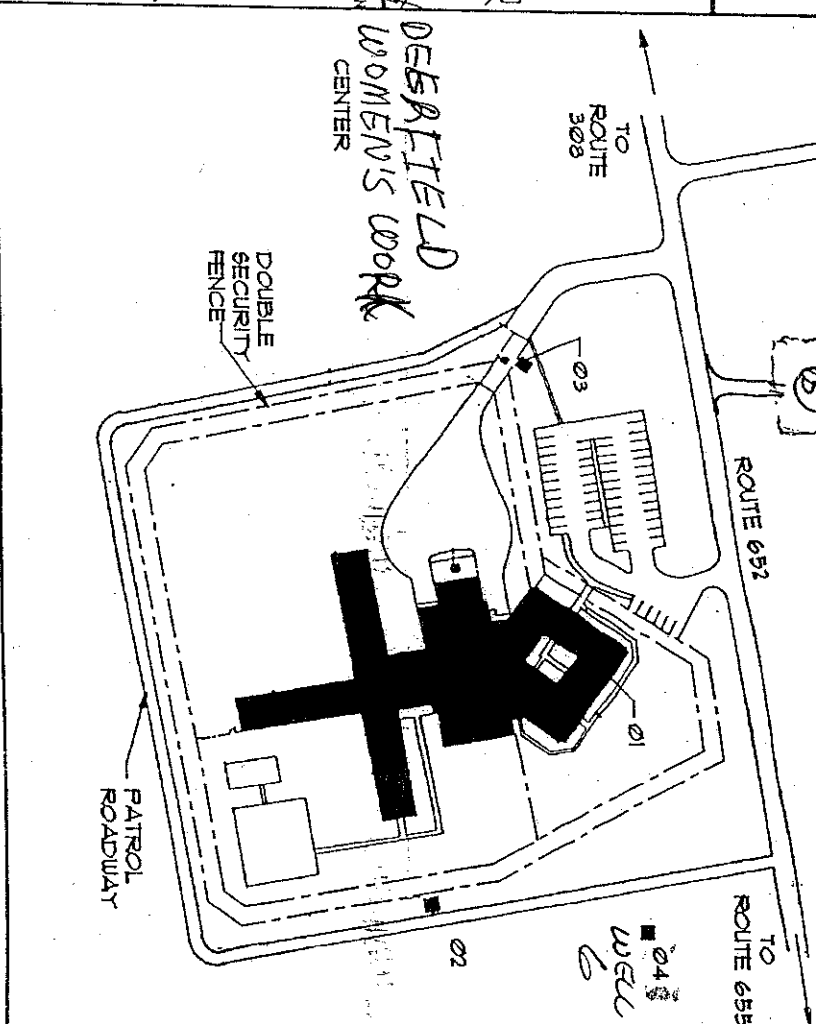 TO
ROUTE
308
ROUTE 652
TO
ROUTE 655
04
WELL
6
03
01
02
DEERFIELD
WOMEN'S WORK
CENTER
DOUBLE
SECURITY
FENCE
PATROL
ROADWAY